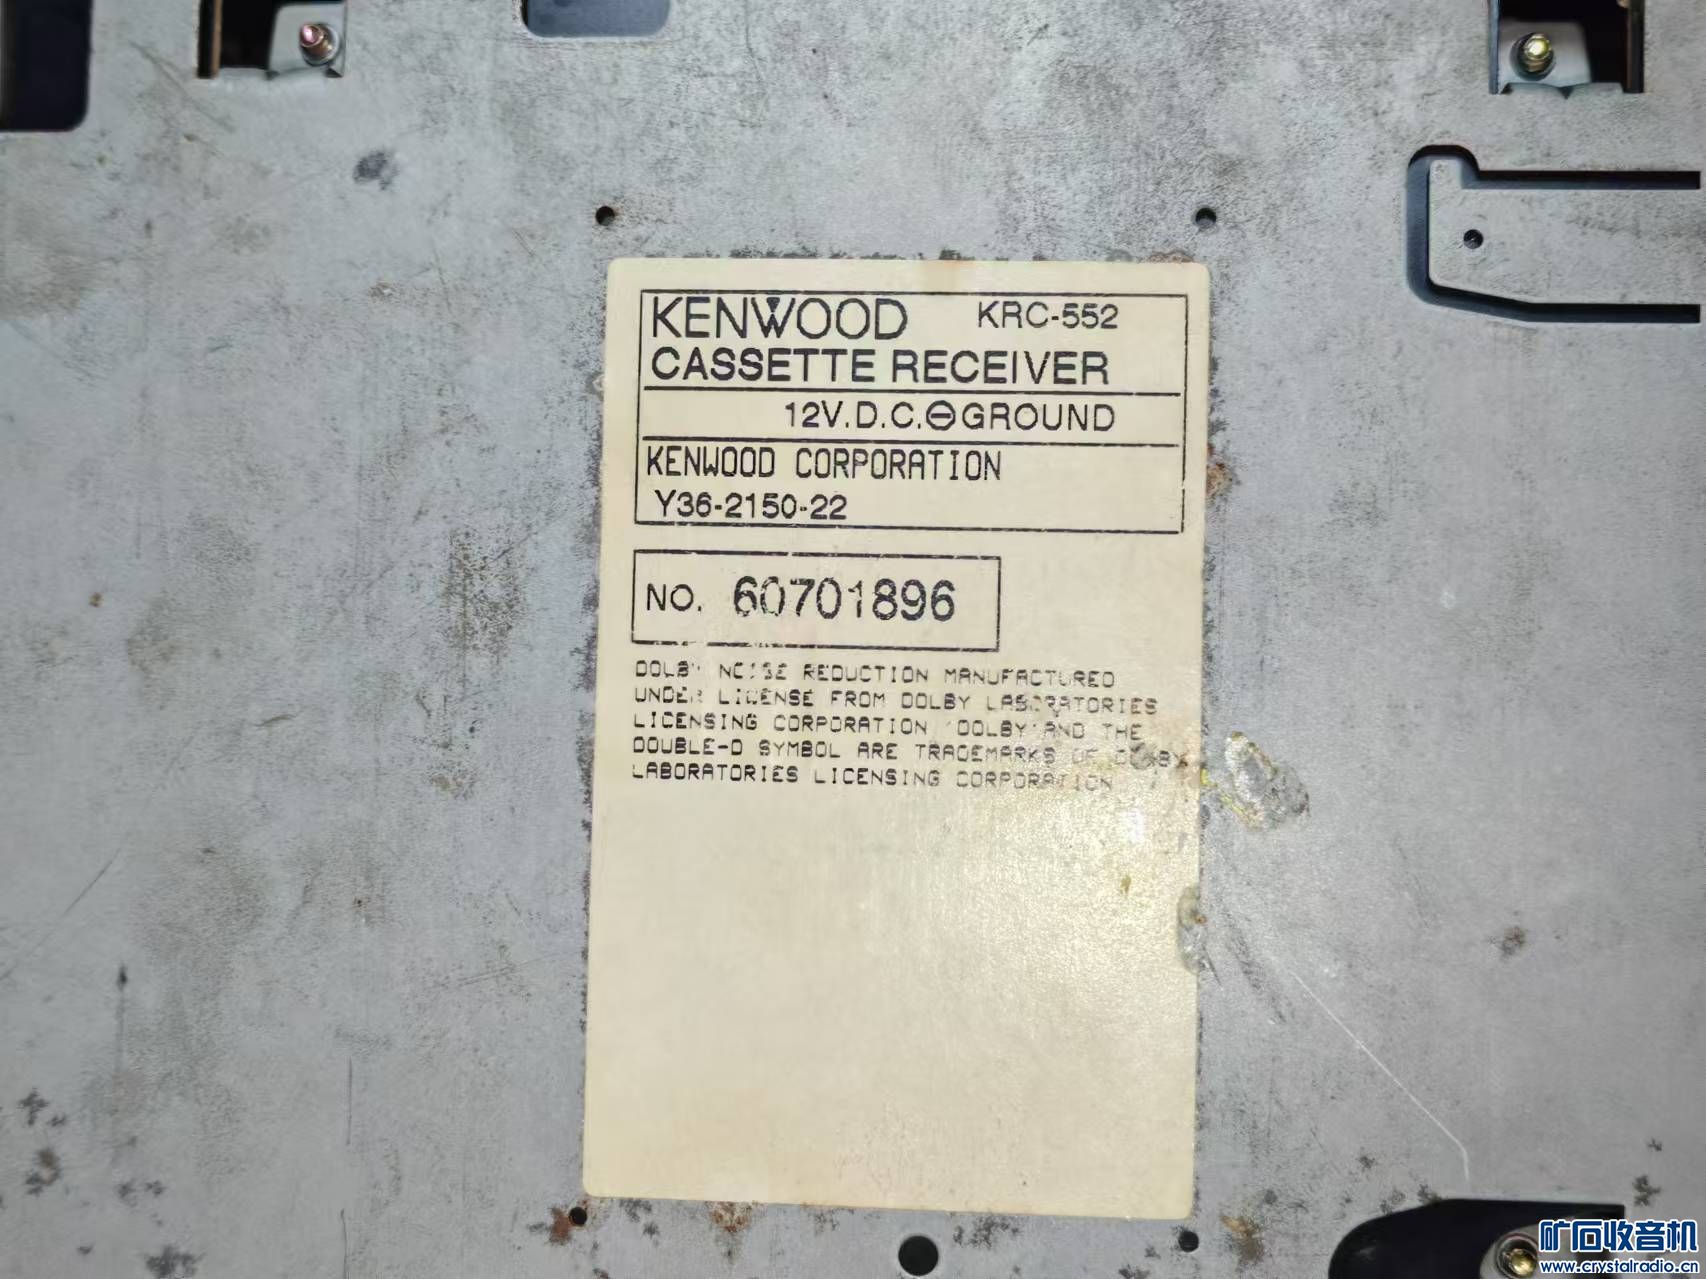 KENWOOD KRC-552
CASSETTE RECEIVER
12V.D.C.⊖GROUND
KENWOOD CORPORATION
Y36-2150-22
NO. 60701896
DOLBY NOISE REDUCTION MANUFACTURED
UNDER LICENSE FROM DOLBY LABORATORIES
LICENSING CORPORATION 'DOLBY' AND THE
DOUBLE-D SYMBOL ARE TRADEMARKS OF DOLBY
LABORATORIES LICENSING CORPORATION
矿石收音机
www.crystalradio.cn